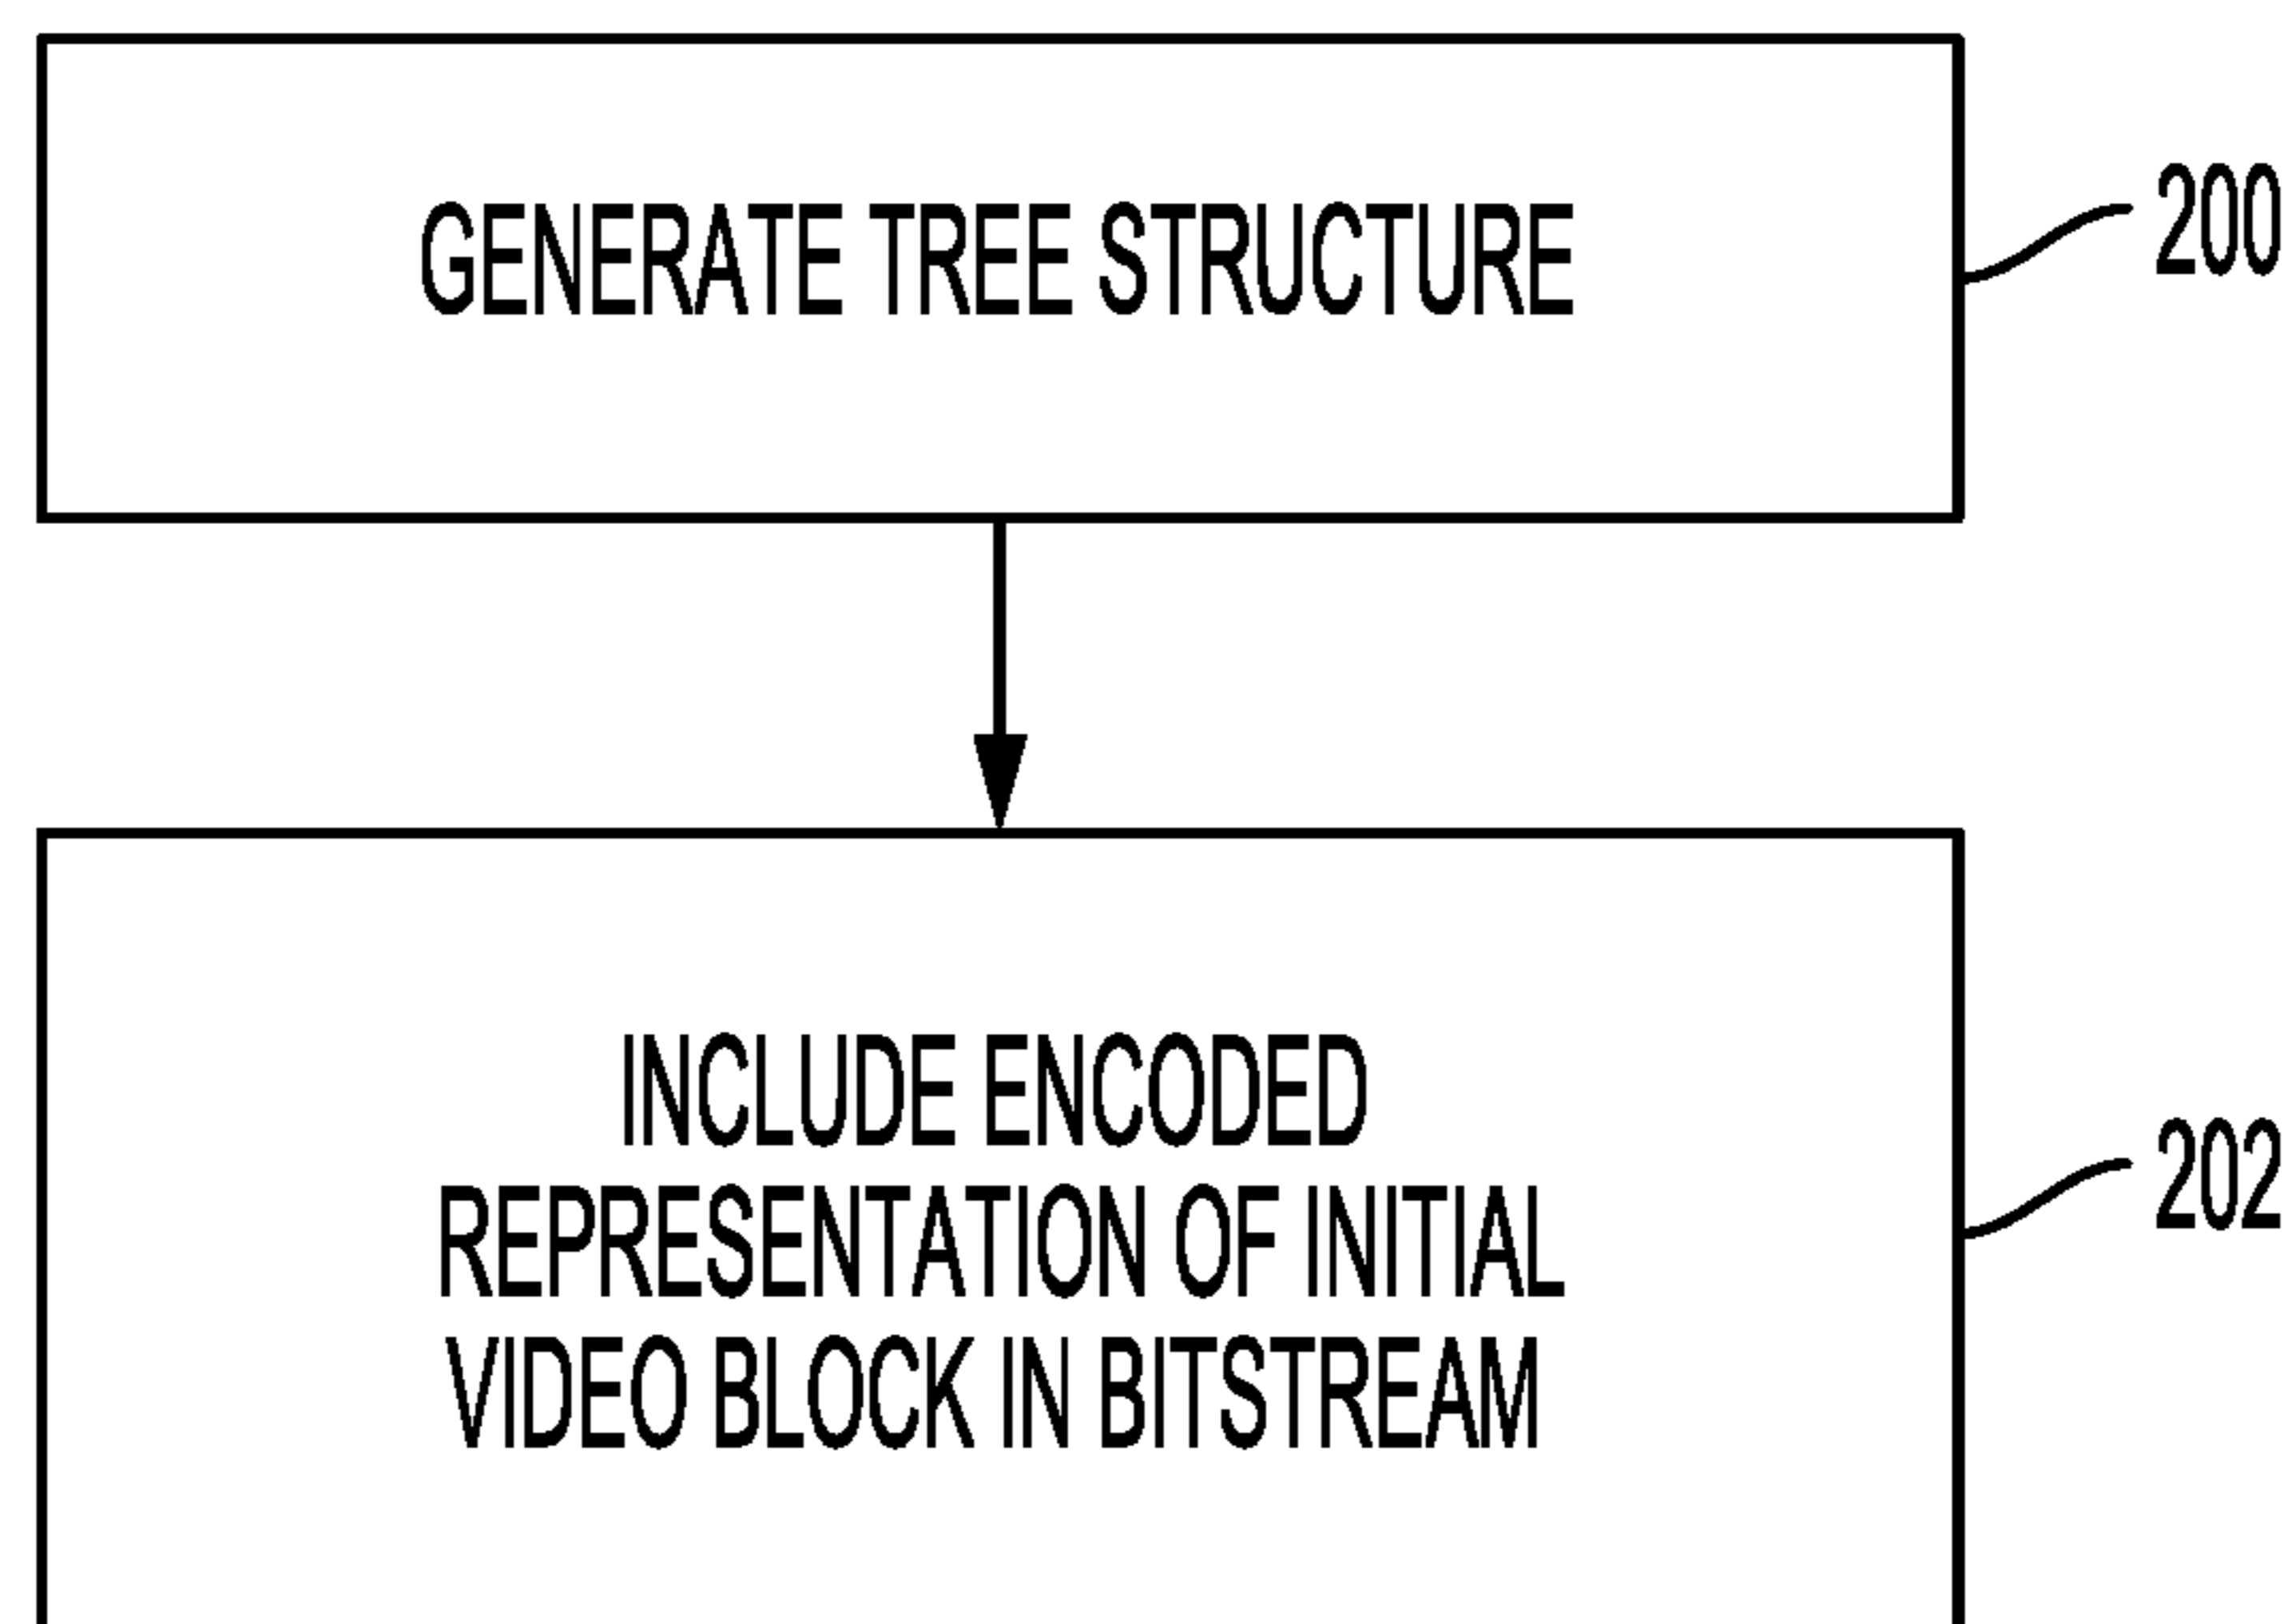 GENERATE TREE STRUCTURE
200
INCLUDE ENCODED
REPRESENTATION OF INITIAL
VIDEO BLOCK IN BITSTREAM
202